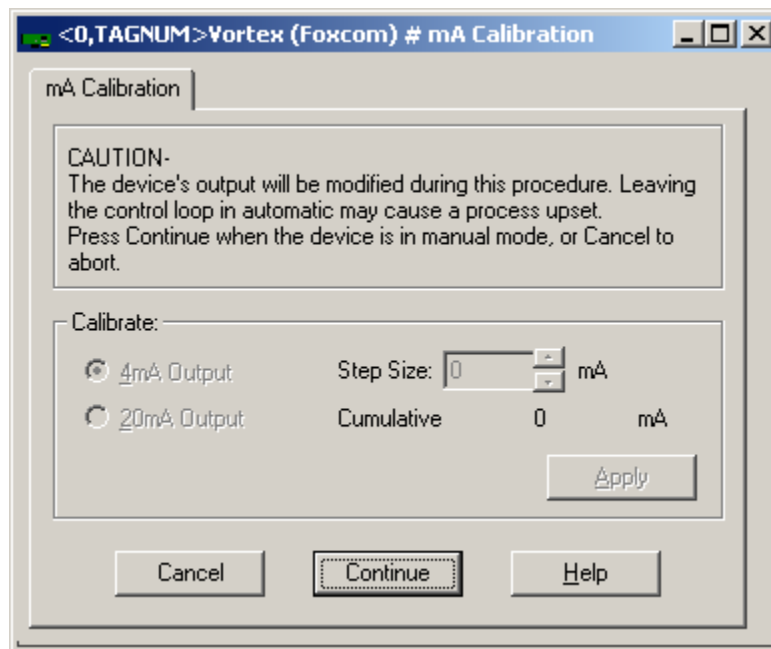 <0,TAGNUM>Vortex (Foxcom) # mA Calibration
mA Calibration
CAUTION-
The device's output will be modified during this procedure. Leaving
the control loop in automatic may cause a process upset.
Press Continue when the device is in manual mode, or Cancel to
abort.
Calibrate:
4mA Output
Step Size: 0 mA
20mA Output
Cumulative 0 mA
Apply
Cancel
Continue
Help